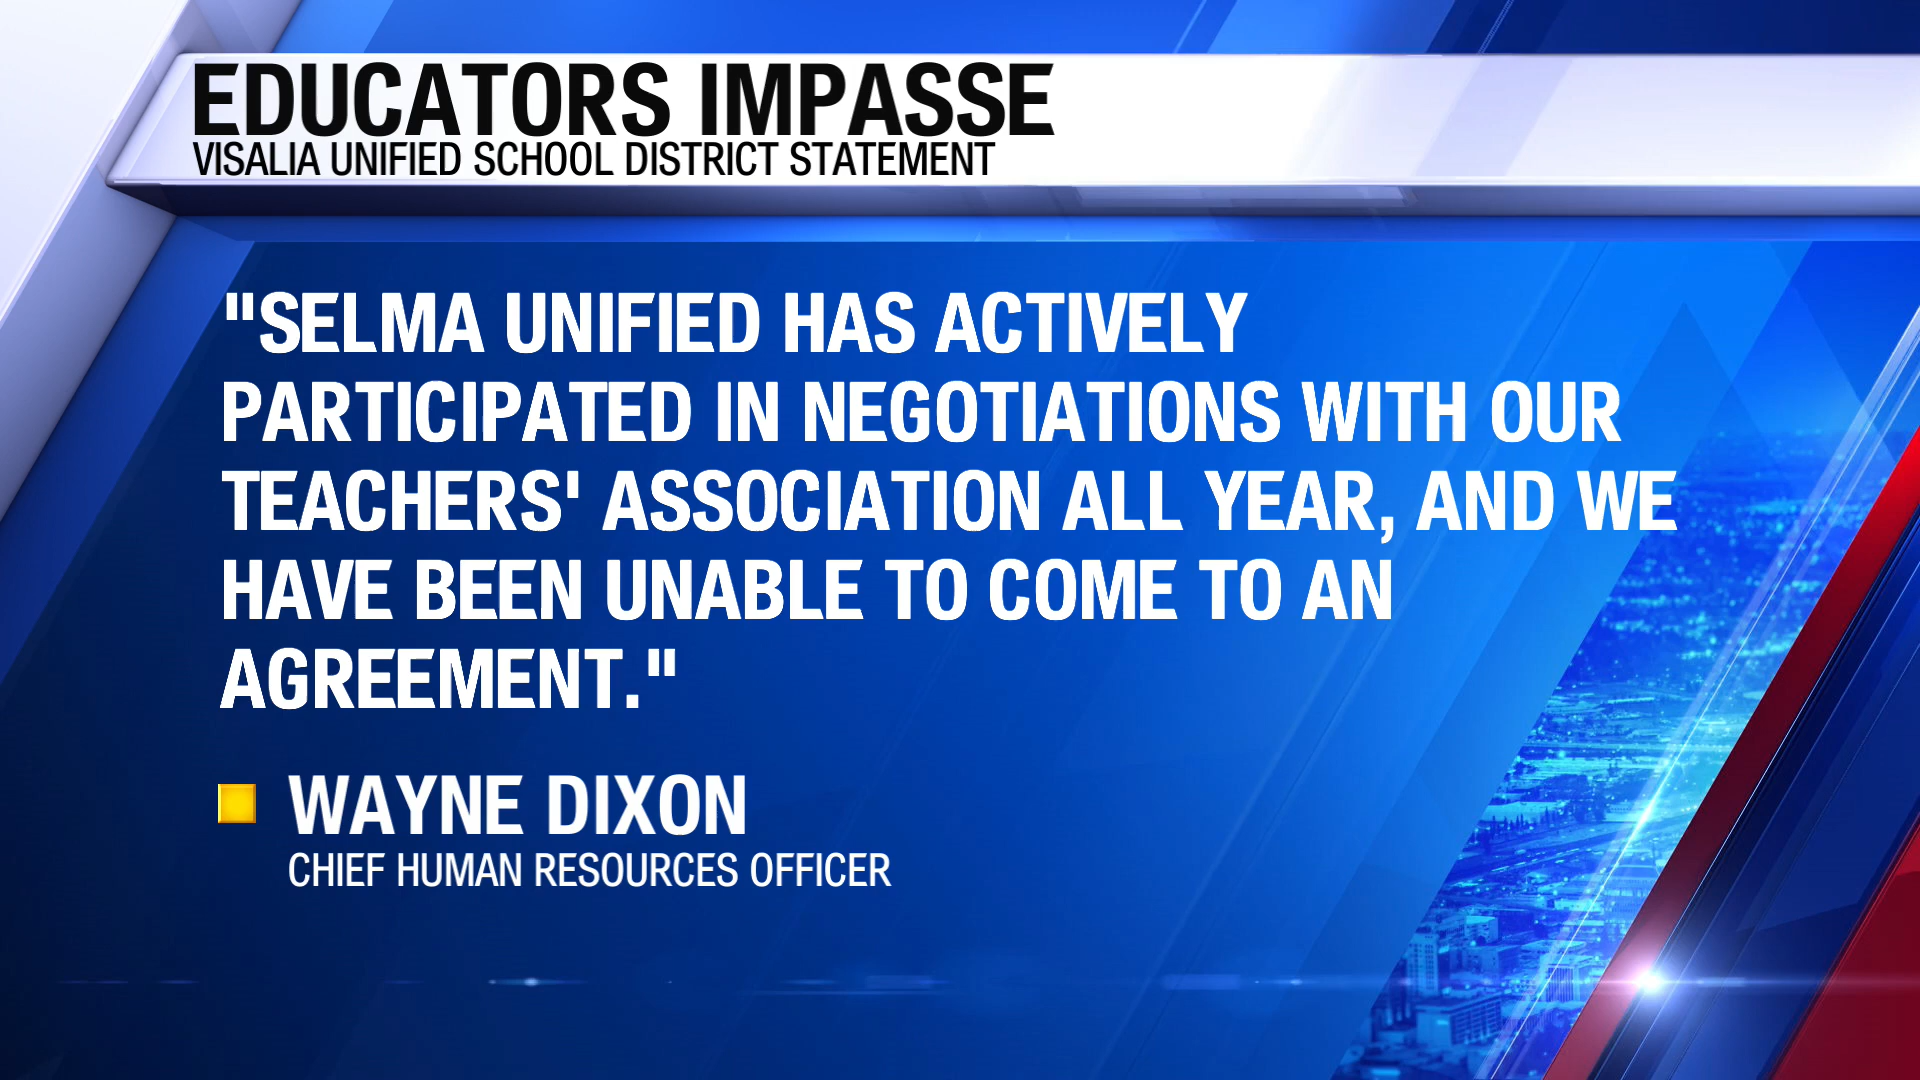 EDUCATORS IMPASSE
VISALIA UNIFIED SCHOOL DISTRICT STATEMENT
"SELMA UNIFIED HAS ACTIVELY
PARTICIPATED IN NEGOTIATIONS WITH OUR
TEACHERS' ASSOCIATION ALL YEAR, AND WE
HAVE BEEN UNABLE TO COME TO AN
AGREEMENT."
WAYNE DIXON
CHIEF HUMAN RESOURCES OFFICER